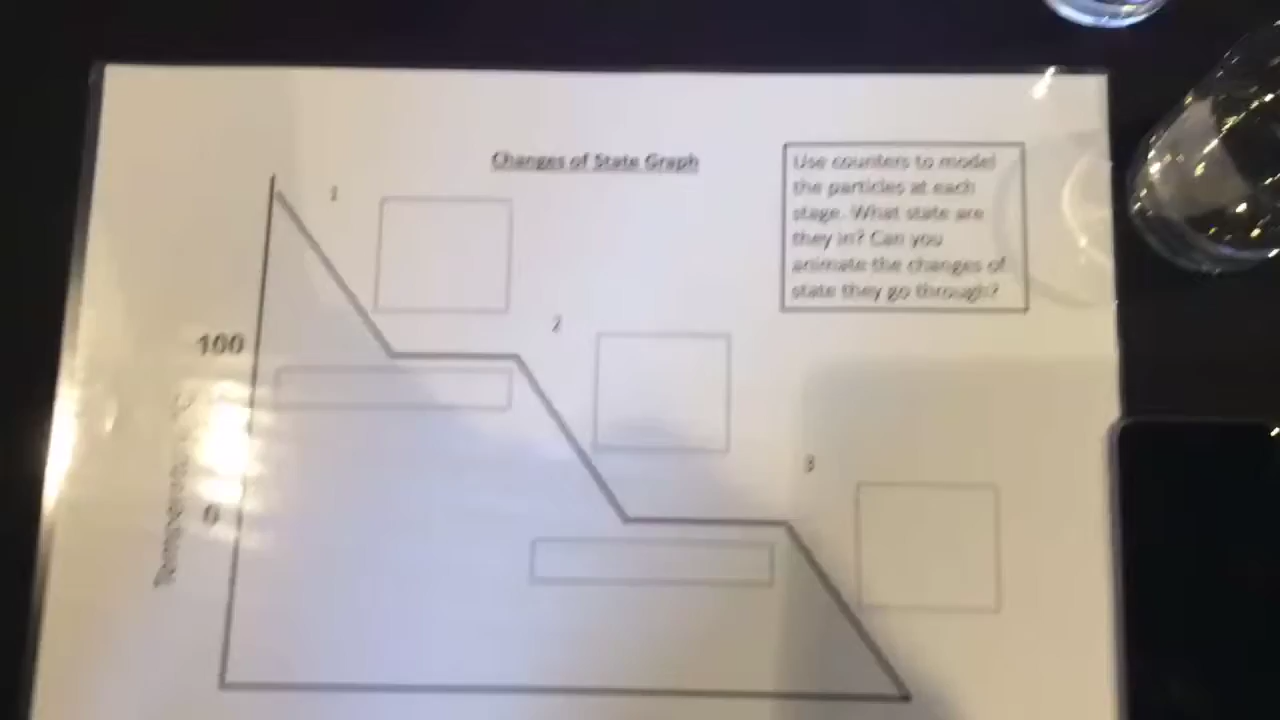 Changes of State Graph
Use counters to model
the particles at each
stage. What state are
they in? Can you
animate the changes of
state they go through?
1
2
100
3
0
Temperature